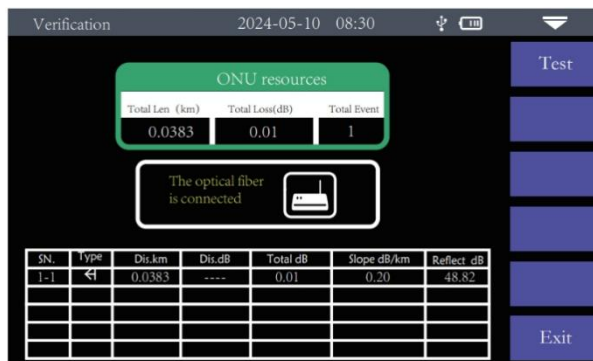 Verification 2024-05-10 08:30
Test
ONU resources
Total Len (km) Total Loss(dB) Total Event
0.0383 0.01 1
The optical fiber
is connected
SN. Type Dis.km Dis.dB Total dB Slope dB/km Reflect dB
1-1 0.0383 ---- 0.01 0.20 48.82
Exit